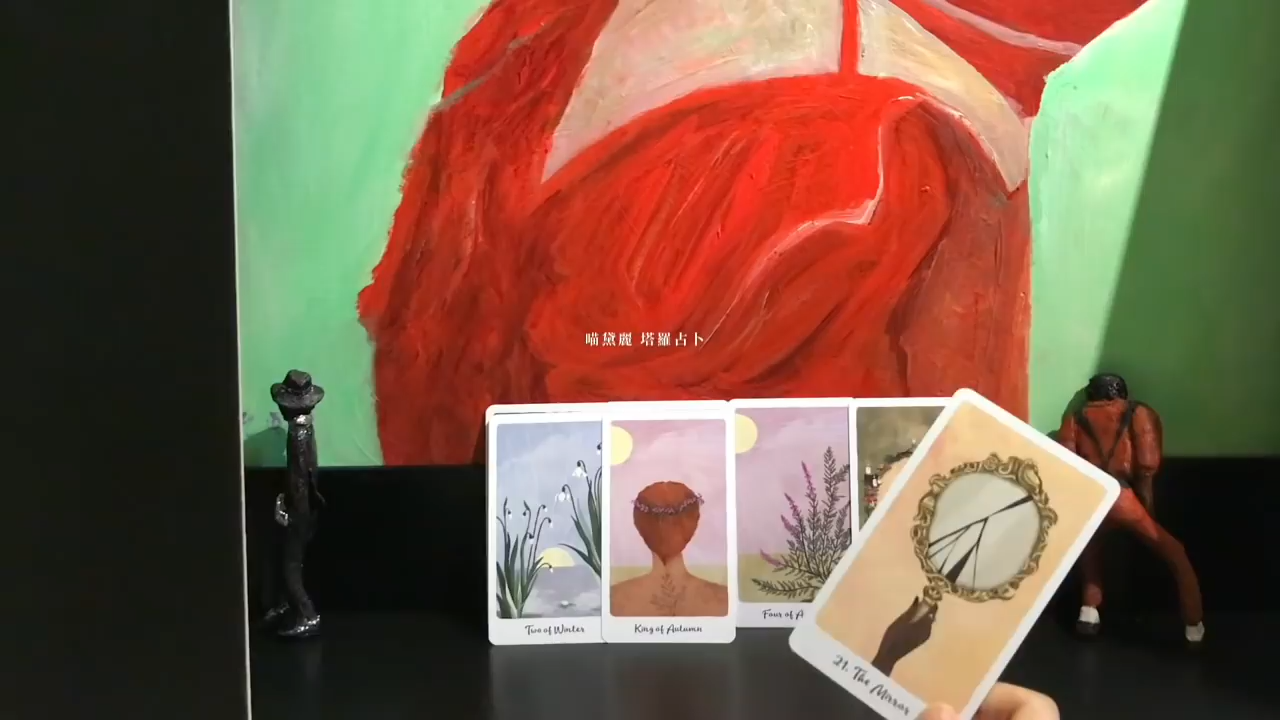 喵黛麗 塔羅占卜
Two of Winter
King of Autumn
Four of A
21. The Mirror